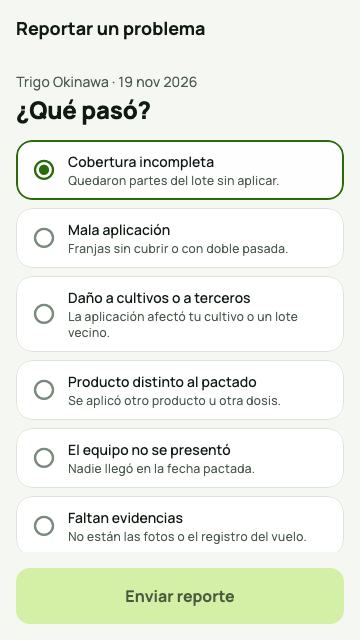 Reportar un problema
Trigo Okinawa · 19 nov 2026
¿Qué pasó?
Cobertura incompleta
Quedaron partes del lote sin aplicar.
Mala aplicación
Franjas sin cubrir o con doble pasada.
Daño a cultivos o a terceros
La aplicación afectó tu cultivo o un lote
vecino.
Producto distinto al pactado
Se aplicó otro producto u otra dosis.
El equipo no se presentó
Nadie llegó en la fecha pactada.
Faltan evidencias
No están las fotos o el registro del vuelo.
Enviar reporte